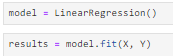 model = LinearRegression()
results = model.fit(X, Y)